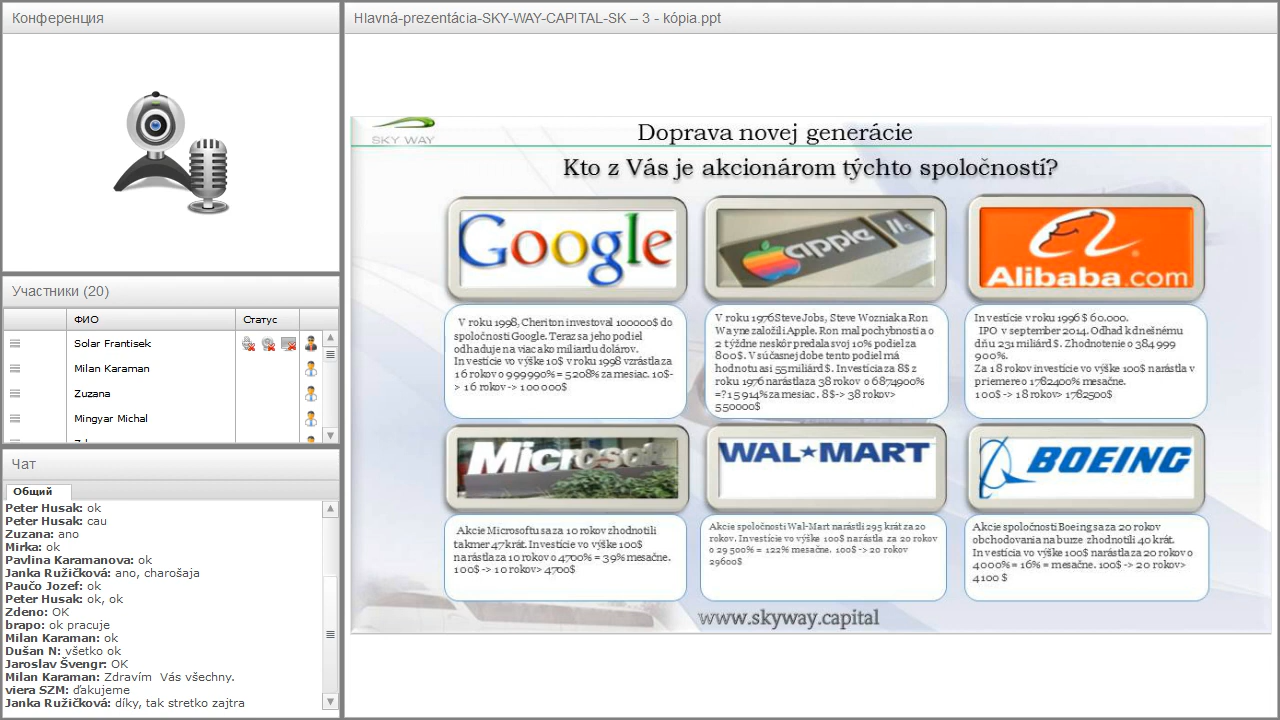 Конференция
Участники (20)
ФИО
Статус
Solar Frantisek
Milan Karaman
Zuzana
Mingyar Michal
Чат
Общий
Peter Husak: ok
Peter Husak: cau
Zuzana: ano
Mirka: ok
Pavlina Karamanova: ok
Janka Ružičková: ano, charošaja
Paučo Jozef: ok
Peter Husak: ok, ok
Zdeno: OK
brapo: ok pracuje
Milan Karaman: ok
Dušan N: všetko ok
Jaroslav Švengr: OK
Milan Karaman: Zdravím Vás všechny.
viera SZM: ďakujeme
Janka Ružičková: díky, tak stretko zajtra
Hlavná-prezentácia-SKY-WAY-CAPITAL-SK – 3 - kópia.ppt
SKY WAY
Doprava novej generácie
Kto z Vás je akcionárom týchto spoločností?
Google
apple II
Alibaba.com
V roku 1998, Cheriton investoval 100000$ do
spoločnosti Google. Teraz sa jeho podiel
odhaduje na viac ako miliardu dolárov.
Investície vo výške 10$ v roku 1998 vzrástla za
16 rokov o 999990% = 5208% za mesiac. 10$-
> 16 rokov -> 100 000$
V roku 1976 Steve Jobs, Steve Wozniak a Ron
Wayne založili Apple. Ron mal pochybnosti a o
2 týždne neskôr predala svoj 10% podiel za
800$. V súčasnej dobe tento podiel má
hodnotu asi 55 miliárd $. Investícia za 8$ z
roku 1976 narástla za 38 rokov o 6874900%
=?15 914% za mesiac. 8$-> 38 rokov>
550000$
Investície v roku 1996 $ 60.000.
IPO v september 2014. Odhad k dnešnému
dňu 231 miliárd $. Zhodnotenie o 384 999
900%.
Za 18 rokov investície vo výške 100$ narástla v
priemere o 1782400% mesačne.
100$ -> 18 rokov> 1782500$
Microsoft
WAL★MART
BOEING
Akcie Microsoftu sa za 10 rokov zhodnotili
takmer 47 krát. Investície vo výške 100$
narástla za 10 rokov o 4700% = 39% mesačne.
100$ -> 10 rokov> 4700$
Akcie spoločnosti Wal-Mart narástli 295 krát za 20
rokov. Investície vo výške 100$ narástla za 20 rokov
o 29 500% = 122% mesačne. 100$ -> 20 rokov
29600$
Akcie spoločnosti Boeing sa za 20 rokov
obchodovania na burze zhodnotili 40 krát.
Investícia vo výške 100$ narástla za 20 rokov o
4000% = 16% = mesačne. 100$ -> 20 rokov>
4100 $
www.skyway.capital